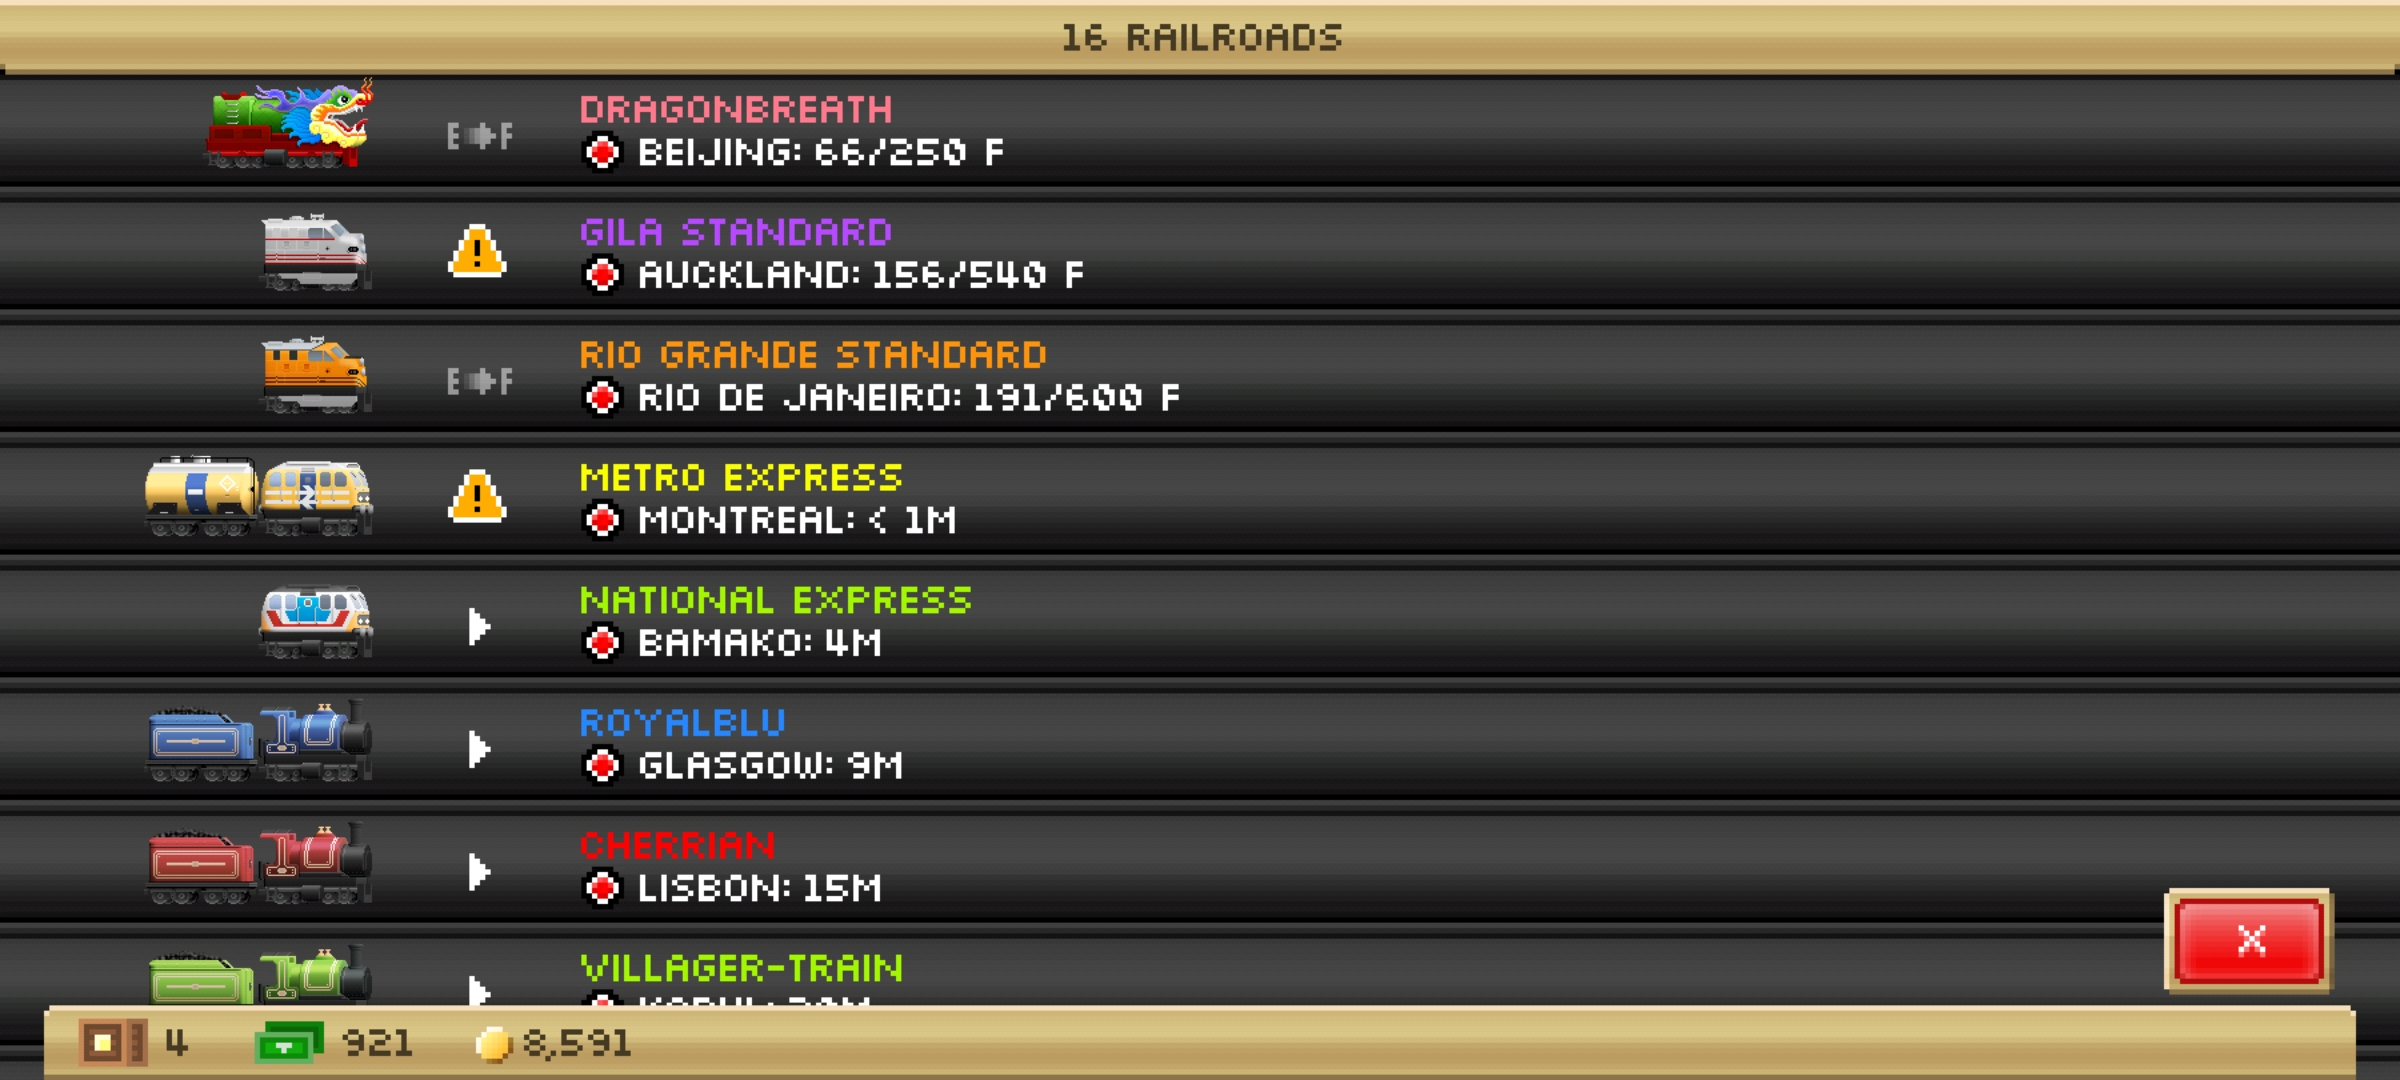 16 RAILROADS
E F
DRAGONBREATH
BEIJING: 66/250 F
GILA STANDARD
AUCKLAND: 156/540 F
E F
RIO GRANDE STANDARD
RIO DE JANEIRO: 191/600 F
METRO EXPRESS
MONTREAL: < 1M
NATIONAL EXPRESS
BAMAKO: 4M
ROYALBLU
GLASGOW: 9M
CHERRIAN
LISBON: 15M
VILLAGER-TRAIN
X
4 921 8,591